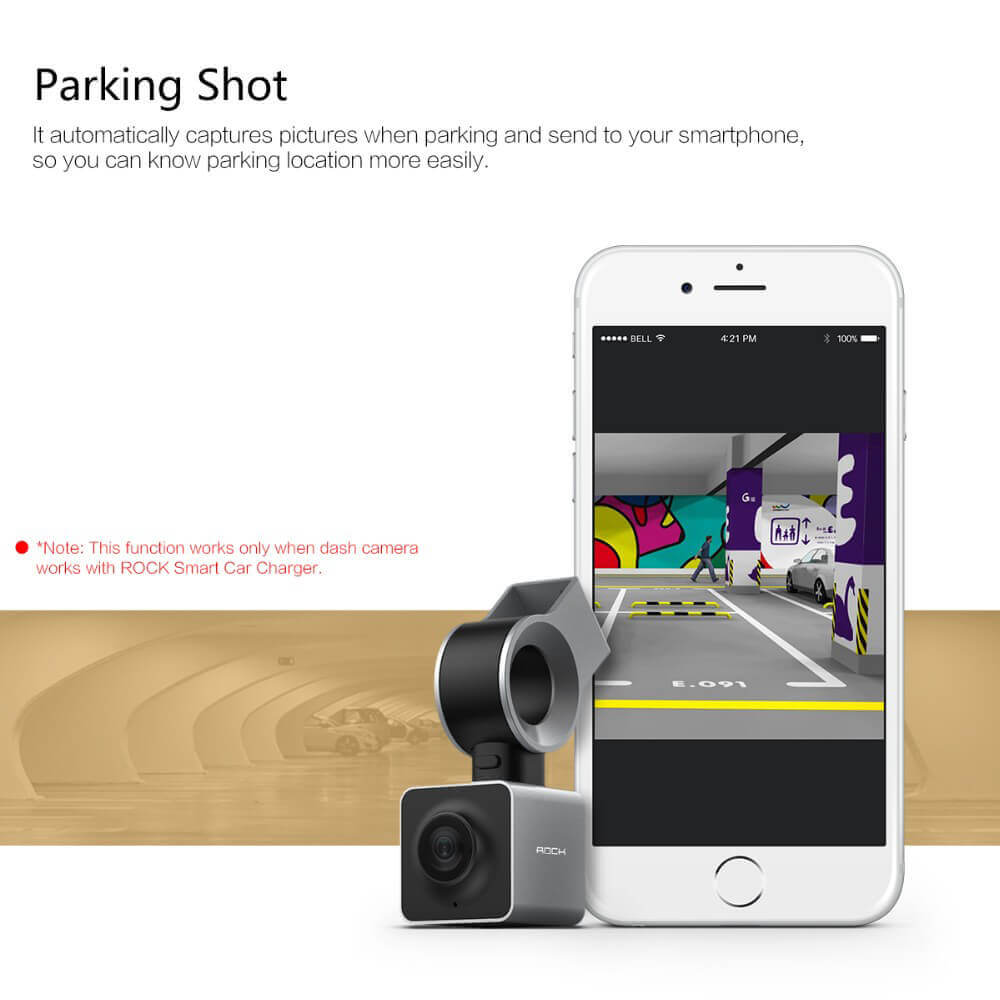 Parking Shot
It automatically captures pictures when parking and send to your smartphone,
so you can know parking location more easily.
BELL
4:21 PM
100%
G
*Note: This function works only when dash camera
works with ROCK Smart Car Charger.
E.091
ROCK